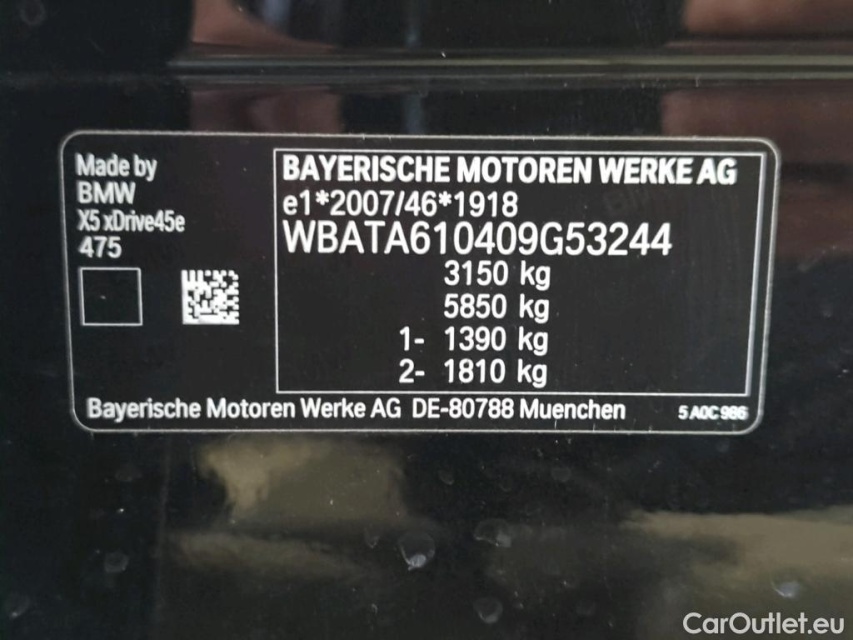 Made by
BMW
X5 xDrive45e
475
BAYERISCHE MOTOREN WERKE AG
e1*2007/46*1918
WBATA610409G53244
3150 kg
5850 kg
1- 1390 kg
2- 1810 kg
Bayerische Motoren Werke AG DE-80788 Muenchen
5 A0C 986
CarOutlet.eu